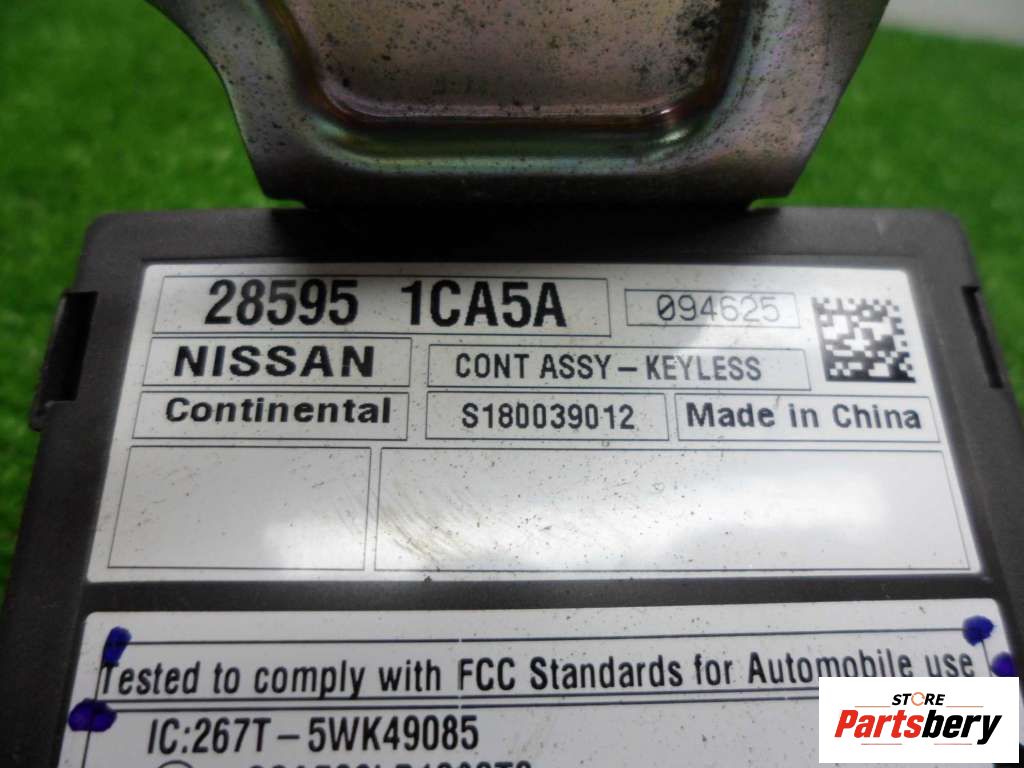 28595 1CA5A 094625
NISSAN CONT ASSY-KEYLESS
Continental S180039012 Made in China
Tested to comply with FCC Standards for Automobile use
IC:267T-5WK49085
STORE
Partsbery